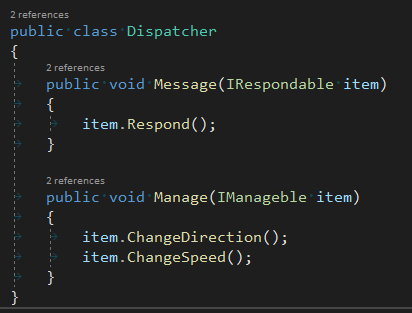 2 references
public class Dispatcher
{
2 references
public void Message(IRespondable item)
{
item.Respond();
}
2 references
public void Manage(IManageble item)
{
item.ChangeDirection();
item.ChangeSpeed();
}
}